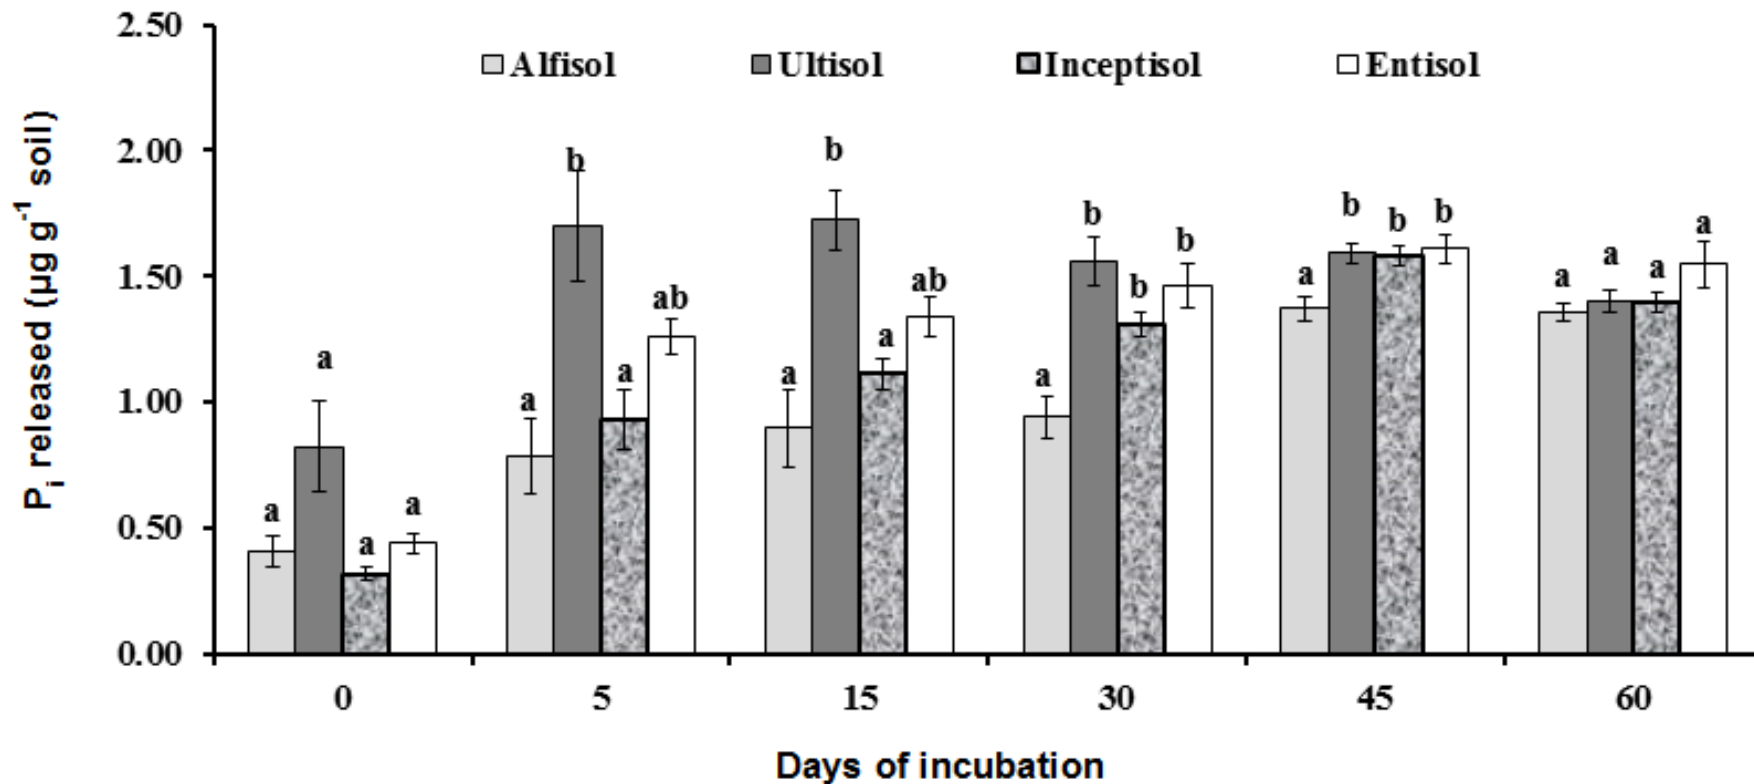 2.50
Alfisol Ultisol Inceptisol Entisol
2.00
1.50
1.00
0.50
0.00
Pi released (µg g-1 soil)
a a a a
a b a ab
a b a ab
a b b b
a b b b
a a a a
0 5 15 30 45 60
Days of incubation